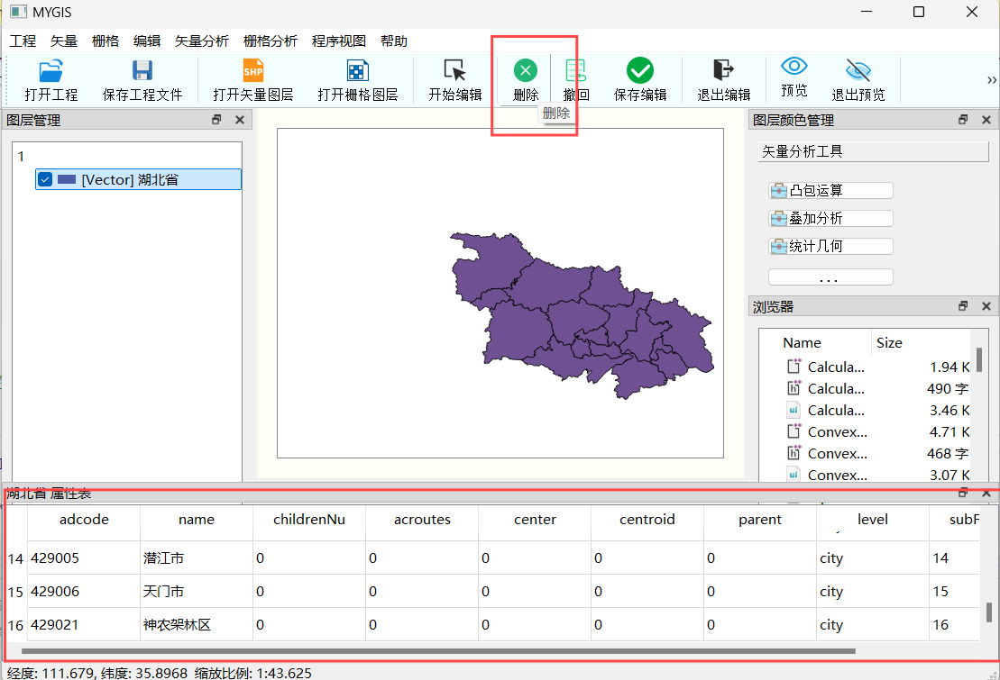 MYGIS
工程 矢量 栅格 编辑 矢量分析 栅格分析 程序视图 帮助
打开工程 保存工程文件 SHP 打开矢量图层 打开栅格图层 开始编辑 删除 撤回 保存编辑 退出编辑 预览 退出预览 »
删除
图层管理
1
[Vector] 湖北省
图层颜色管理
矢量分析工具
凸包运算
叠加分析
统计几何
...
浏览器
Name Size
Calcula... 1.94 K
Calcula... 490 字
Calcula... 3.46 K
Convex... 4.71 K
Convex... 468 字
Convex... 3.07 K
湖北省 属性表
adcode name childrenNu acroutes center centroid parent level subF
14 429005 潜江市 0 0 0 0 0 city 14
15 429006 天门市 0 0 0 0 0 city 15
16 429021 神农架林区 0 0 0 0 0 city 16
经度: 111.679, 纬度: 35.8968 缩放比例: 1:43.625